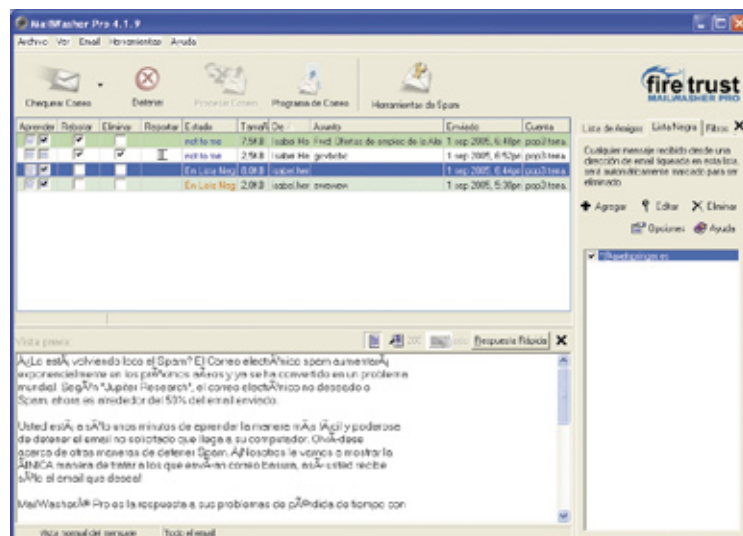 MailWasher Pro 4.1.9
Archivo Ver Email Herramientas Ayuda
Chequear Correo Detener Procesar Correo Programa de Correo Herramientas de Spam
fire trust
MAILWASHER PRO
Aprender Rebotar Eliminar Reportar Estado Tamañ De / Asunto Enviado Cuenta
not to me 7,5KB Isabel He Fwd: Ofertas de empleo de la Ab 1 sep 2005, 6:48pm pop3.terra.
not to me 2,5KB Isabel He 1 sep 2005, 6:52pm pop3.terra.
En Lista Neg 0,0KB isabel.her 1 sep 2005, 6:44pm pop3.terra.
En Lista Neg 2,0KB isabel.her 1 sep 2005, 5:30pm pop3.terra.
Lista de Amigos Lista Negra Filtros X
Cualquier mensaje recibido desde una
dirección de email liqueada en esta lista,
será automáticamente marcado para ser
eliminado.
Agregar Editar Eliminar
Opciones Ayuda
Vista previa:
Respuesta Rápida X
Â¿Lo estÃ¡ volviendo loco el Spam? El Correo electrÃ³nico spam aumentarÃ¡
exponencialmente en los prÃ³ximos aÃ±os y ya se ha convertido en un problema
mundial. SegÃºn "Jupiter Research", el correo electrÃ³nico no deseado o
Spam, ahora es alrededor del 50% del email enviado.
Usted estÃ¡ a sÃ³lo unos minutos de aprender la manera mÃ¡s fÃ¡cil y poderosa
de detener el email no solicitado que llega a su computador. OlvÃ­dese
acerca de otras maneras de detener Spam. Â¡Nosotros le vamos a mostrar la
ÃNICA manera de tratar a los que envÃ­an correo basura, asÃ­ usted recibe
sÃ³lo el email que desea!
MailWasherÂ® Pro es la respuesta a sus problemas de pÃ©rdida de tiempo con
Vista normal del mensaje Todo el email